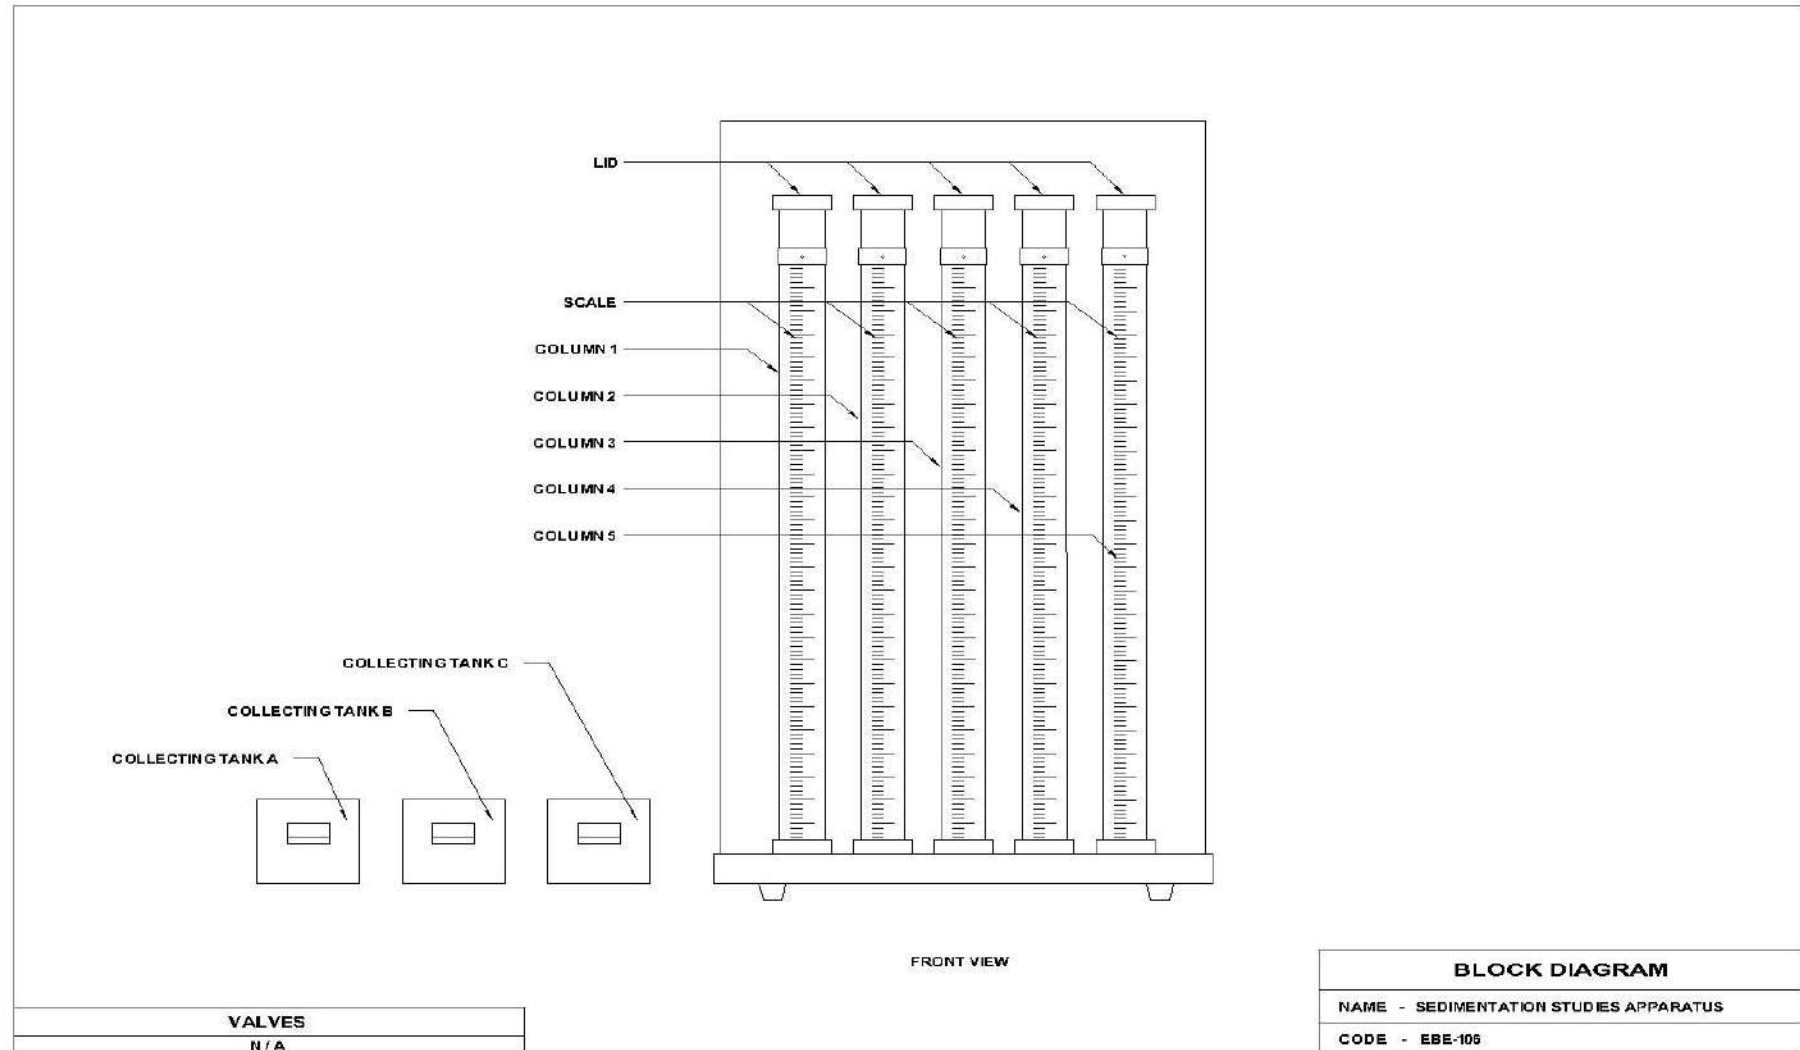 LID
SCALE
COLUMN 1
COLUMN 2
COLUMN 3
COLUMN 4
COLUMN 5
COLLECTING TANK C
COLLECTING TANK B
COLLECTING TANK A
FRONT VIEW
BLOCK DIAGRAM
NAME - SEDIMENTATION STUDIES APPARATUS
CODE - EBE-106
VALVES
N / A